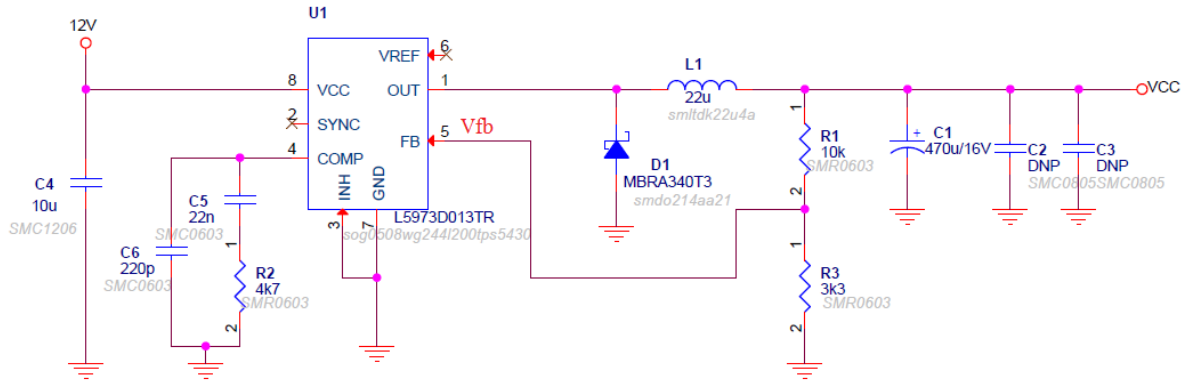 U1
12V
VREF
6
L1
8
VCC
OUT
1
22u
VCC
smltdk22u4a
2
SYNC
1
R1
C1
4
COMP
FB
5
Vfb
10k
470u/16V
C2
C3
SMR0603
DNP
DNP
D1
C4
C5
INH
GND
MBRA340T3
2
SMC0805
SMC0805
10u
22n
L5973D013TR
smdo214aa21
SMC1206
SMC0603
3
7
sog0508wg244l200tps5430
C6
1
1
220p
R2
R3
SMC0603
4k7
3k3
SMR0603
SMR0603
2
2